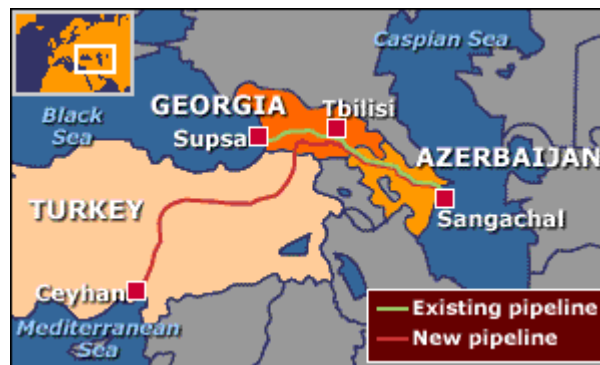 Caspian Sea
GEORGIA
Tbilisi
Black
Sea
Supsa
AZERBAIJAN
TURKEY
Sangachal
Ceyhan
Mediterranean
Sea
Existing pipeline
New pipeline